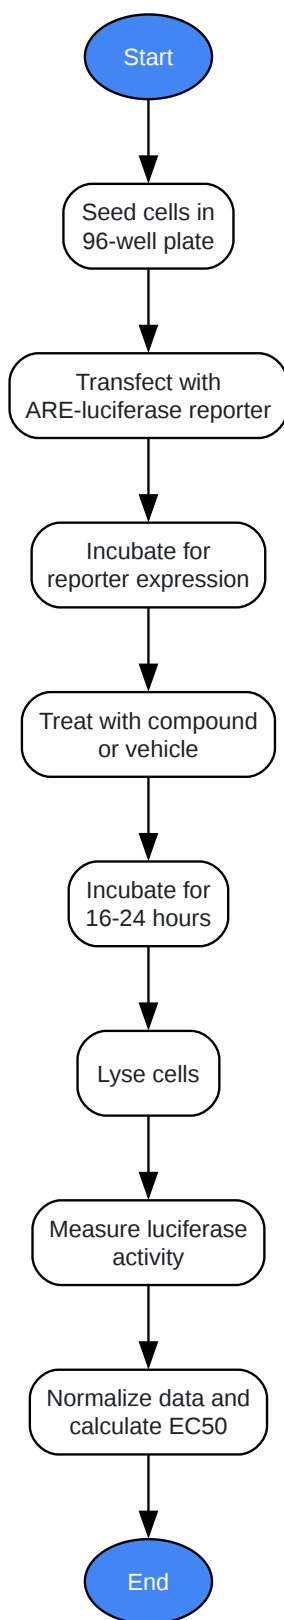 Start
Seed cells in
96-well plate
Transfect with
ARE-luciferase reporter
Incubate for
reporter expression
Treat with compound
or vehicle
Incubate for
16-24 hours
Lyse cells
Measure luciferase
activity
Normalize data and
calculate EC50
End